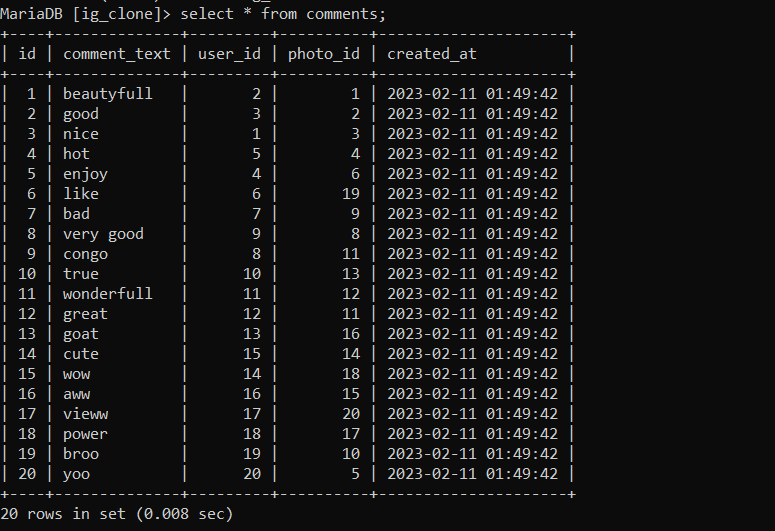 MariaDB [ig_clone]> select * from comments;
+----+--------------+---------+----------+---------------------+
| id | comment_text | user_id | photo_id | created_at          |
+----+--------------+---------+----------+---------------------+
|  1 | beautyfull   |       2 |        1 | 2023-02-11 01:49:42 |
|  2 | good         |       3 |        2 | 2023-02-11 01:49:42 |
|  3 | nice         |       1 |        3 | 2023-02-11 01:49:42 |
|  4 | hot          |       5 |        4 | 2023-02-11 01:49:42 |
|  5 | enjoy        |       4 |        6 | 2023-02-11 01:49:42 |
|  6 | like         |       6 |       19 | 2023-02-11 01:49:42 |
|  7 | bad          |       7 |        9 | 2023-02-11 01:49:42 |
|  8 | very good    |       9 |        8 | 2023-02-11 01:49:42 |
|  9 | congo        |       8 |       11 | 2023-02-11 01:49:42 |
| 10 | true         |      10 |       13 | 2023-02-11 01:49:42 |
| 11 | wonderfull   |      11 |       12 | 2023-02-11 01:49:42 |
| 12 | great        |      12 |       11 | 2023-02-11 01:49:42 |
| 13 | goat         |      13 |       16 | 2023-02-11 01:49:42 |
| 14 | cute         |      15 |       14 | 2023-02-11 01:49:42 |
| 15 | wow          |      14 |       18 | 2023-02-11 01:49:42 |
| 16 | aww          |      16 |       15 | 2023-02-11 01:49:42 |
| 17 | vieww        |      17 |       20 | 2023-02-11 01:49:42 |
| 18 | power        |      18 |       17 | 2023-02-11 01:49:42 |
| 19 | broo         |      19 |       10 | 2023-02-11 01:49:42 |
| 20 | yoo          |      20 |        5 | 2023-02-11 01:49:42 |
+----+--------------+---------+----------+---------------------+
20 rows in set (0.008 sec)